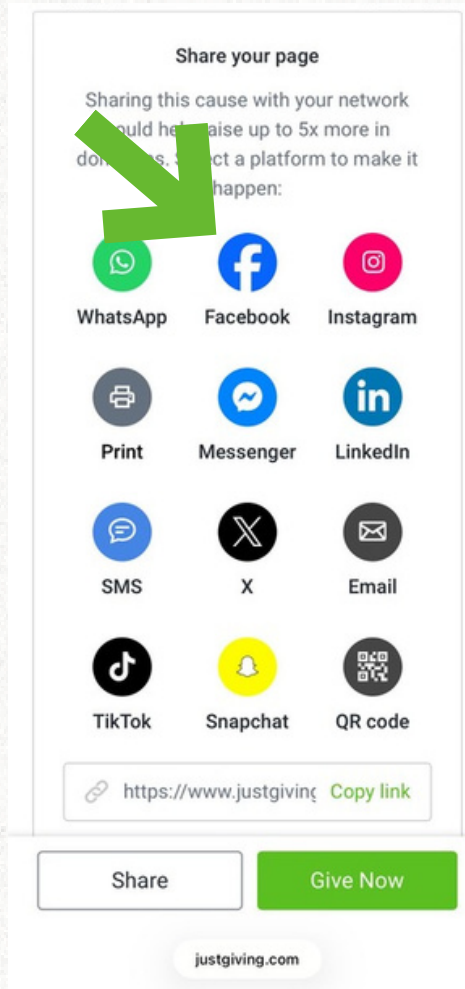 Share your page
Sharing this cause with your network
could help raise up to 5x more in
Select a platform to make it
happen:
WhatsApp Facebook Instagram
Print Messenger LinkedIn
SMS X Email
TikTok Snapchat QR code
https://www.justgiving Copy link
Share Give Now
justgiving.com